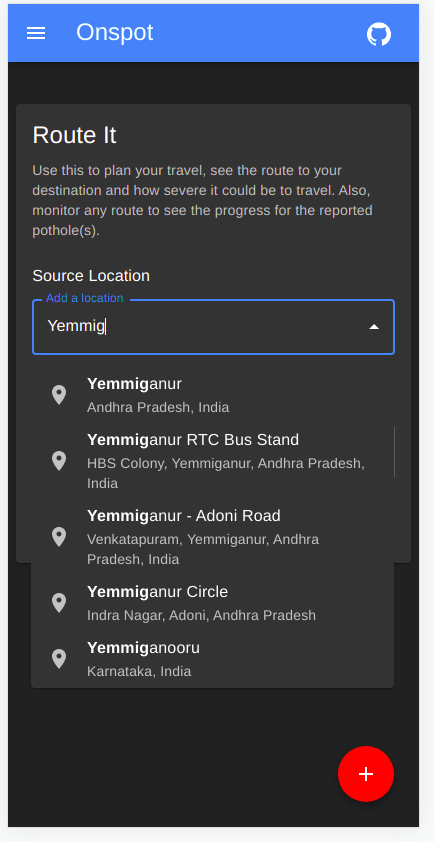 Onspot
Route It
Use this to plan your travel, see the route to your
destination and how severe it could be to travel. Also,
monitor any route to see the progress for the reported
pothole(s).
Source Location
Add a location
Yemmig
Yemmiganur
Andhra Pradesh, India
Yemmiganur RTC Bus Stand
HBS Colony, Yemmiganur, Andhra Pradesh,
India
Yemmiganur - Adoni Road
Venkatapuram, Yemmiganur, Andhra
Pradesh, India
Yemmiganur Circle
Indra Nagar, Adoni, Andhra Pradesh
Yemmiganooru
Karnataka, India